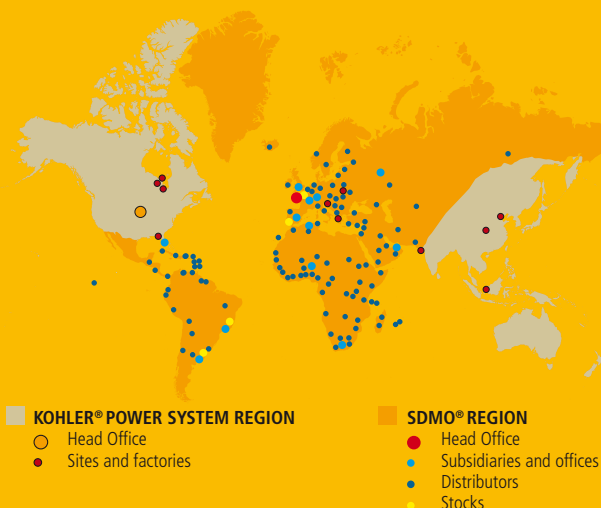 KOHLER® POWER SYSTEM REGION
Head Office
Sites and factories
SDMO® REGION
Head Office
Subsidiaries and offices
Distributors
Stocks